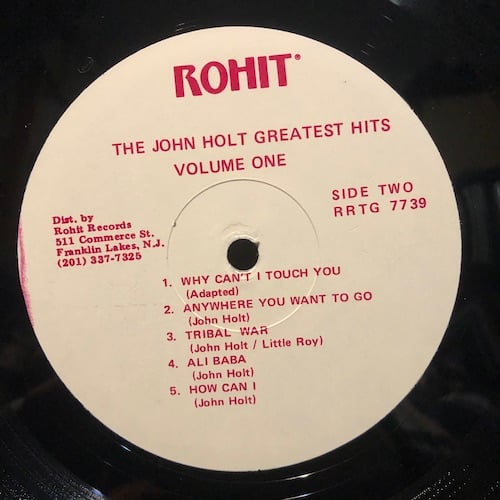 ROHIT®
THE JOHN HOLT GREATEST HITS
VOLUME ONE
SIDE TWO
RRTG 7739
Dist. by
Rohit Records
511 Commerce St.
Franklin Lakes, N.J.
(201) 337-7325
1. WHY CAN'T I TOUCH YOU
(Adapted)
2. ANYWHERE YOU WANT TO GO
(John Holt)
3. TRIBAL WAR
(John Holt / Little Roy)
4. ALI BABA
(John Holt)
5. HOW CAN I
(John Holt)